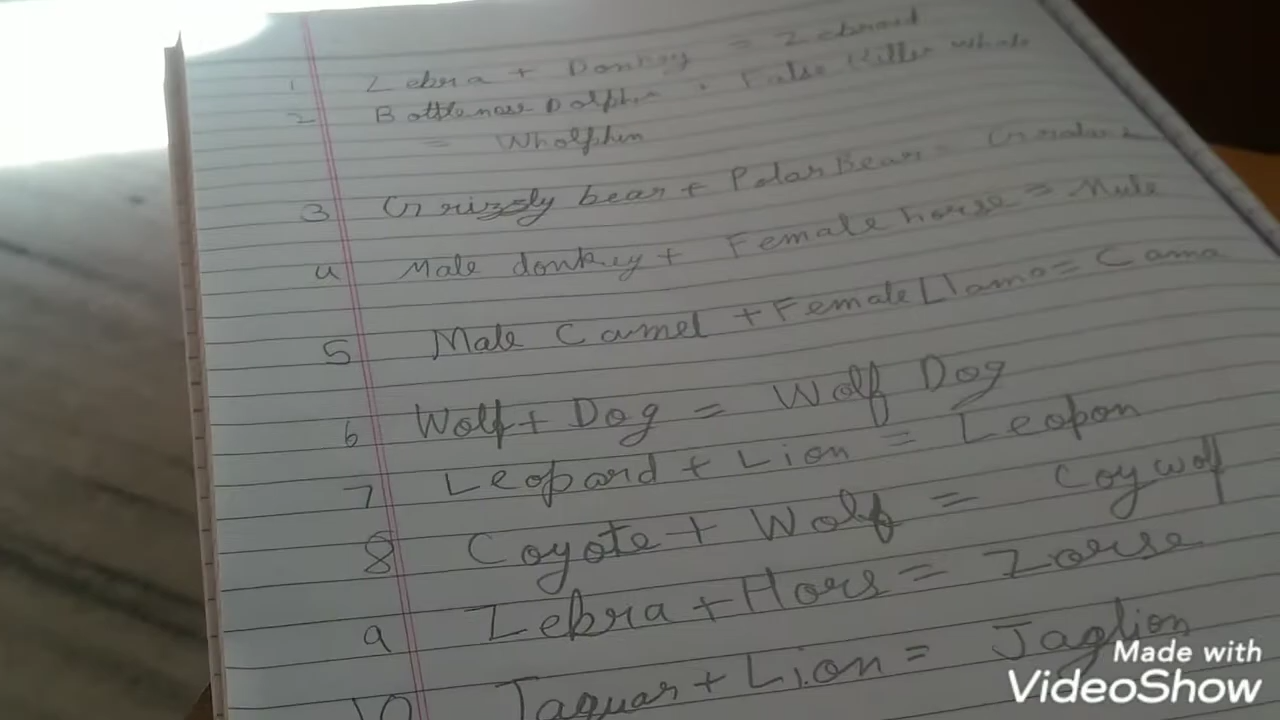 1 Zebra + Donkey = Zebroid
2 Bottlenose Dolphin + False Killer Whale
= Wholphin
3 Grizzly bear + Polar Bear =
4 Male donkey + Female horse = Mule
5 Male Camel + Female Llama = Cama
6 Wolf + Dog = Wolf Dog
7 Leopard + Lion = Leopon
8 Coyote + Wolf = Coywolf
9 Zebra + Hors = Zorse
10 Jaguar + Lion = Jaglion
Made with
VideoShow